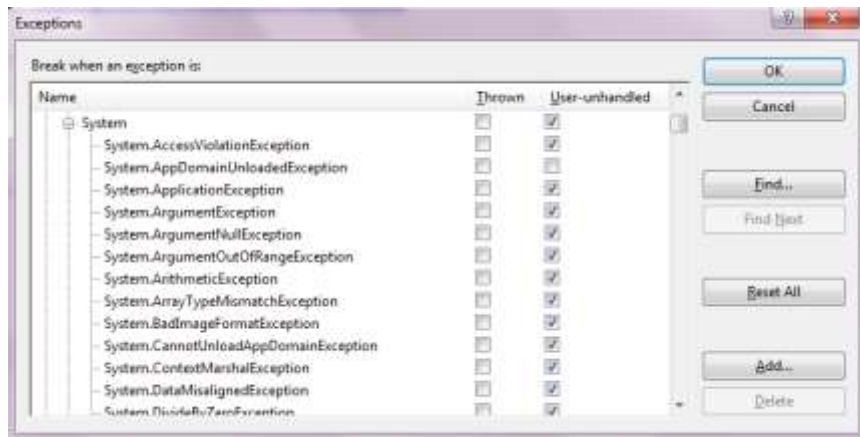 Exceptions
Break when an exception is:
Name Thrown User-unhandled
System
System.AccessViolationException
System.AppDomainUnloadedException
System.ApplicationException
System.ArgumentException
System.ArgumentNullException
System.ArgumentOutOfRangeException
System.ArithmeticException
System.ArrayTypeMismatchException
System.BadImageFormatException
System.CannotUnloadAppDomainException
System.ContextMarshalException
System.DataMisalignedException
System.DivideByZeroException
OK
Cancel
Find...
Find Next
Reset All
Add...
Delete